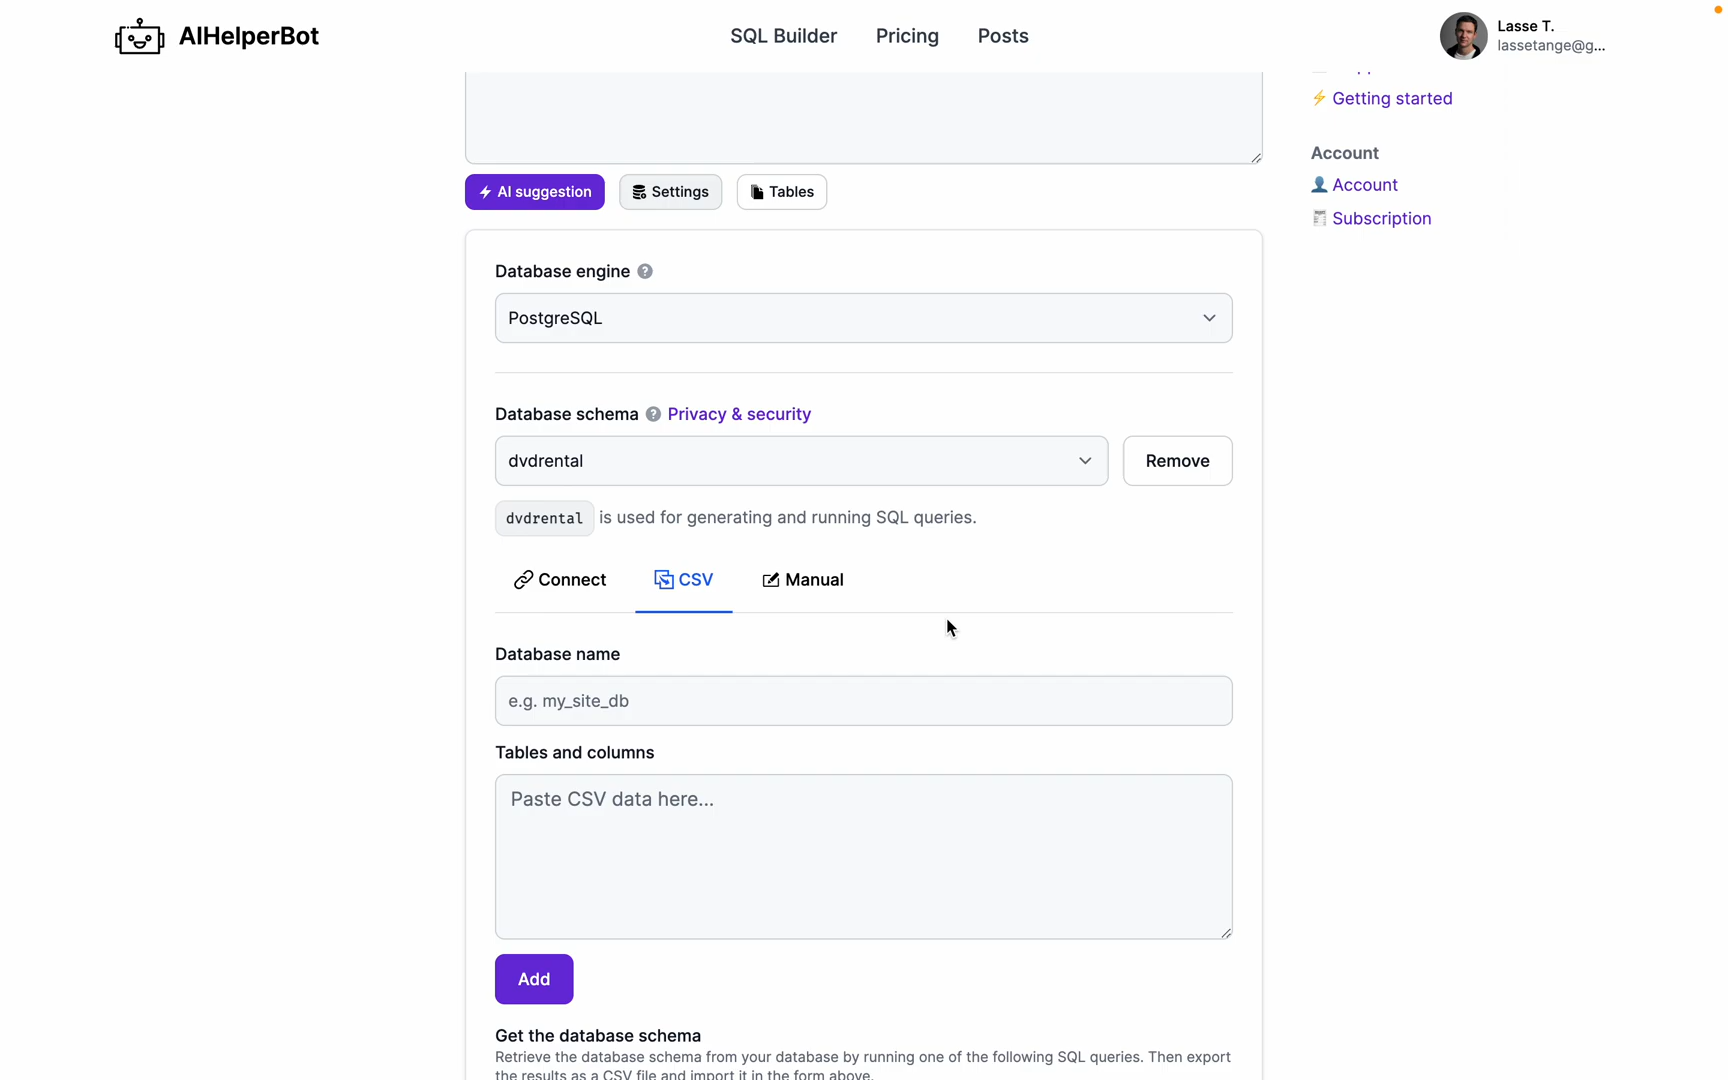 AIHelperBot
SQL Builder
Pricing
Posts
Lasse T.
lassetange@g...
⚡ Getting started
Account
Account
Subscription
AI suggestion
Settings
Tables
Database engine ?
PostgreSQL
Database schema ? Privacy & security
dvdrental
Remove
dvdrental is used for generating and running SQL queries.
Connect
CSV
Manual
Database name
e.g. my_site_db
Tables and columns
Paste CSV data here...
Add
Get the database schema
Retrieve the database schema from your database by running one of the following SQL queries. Then export
the results as a CSV file and import it in the form above.